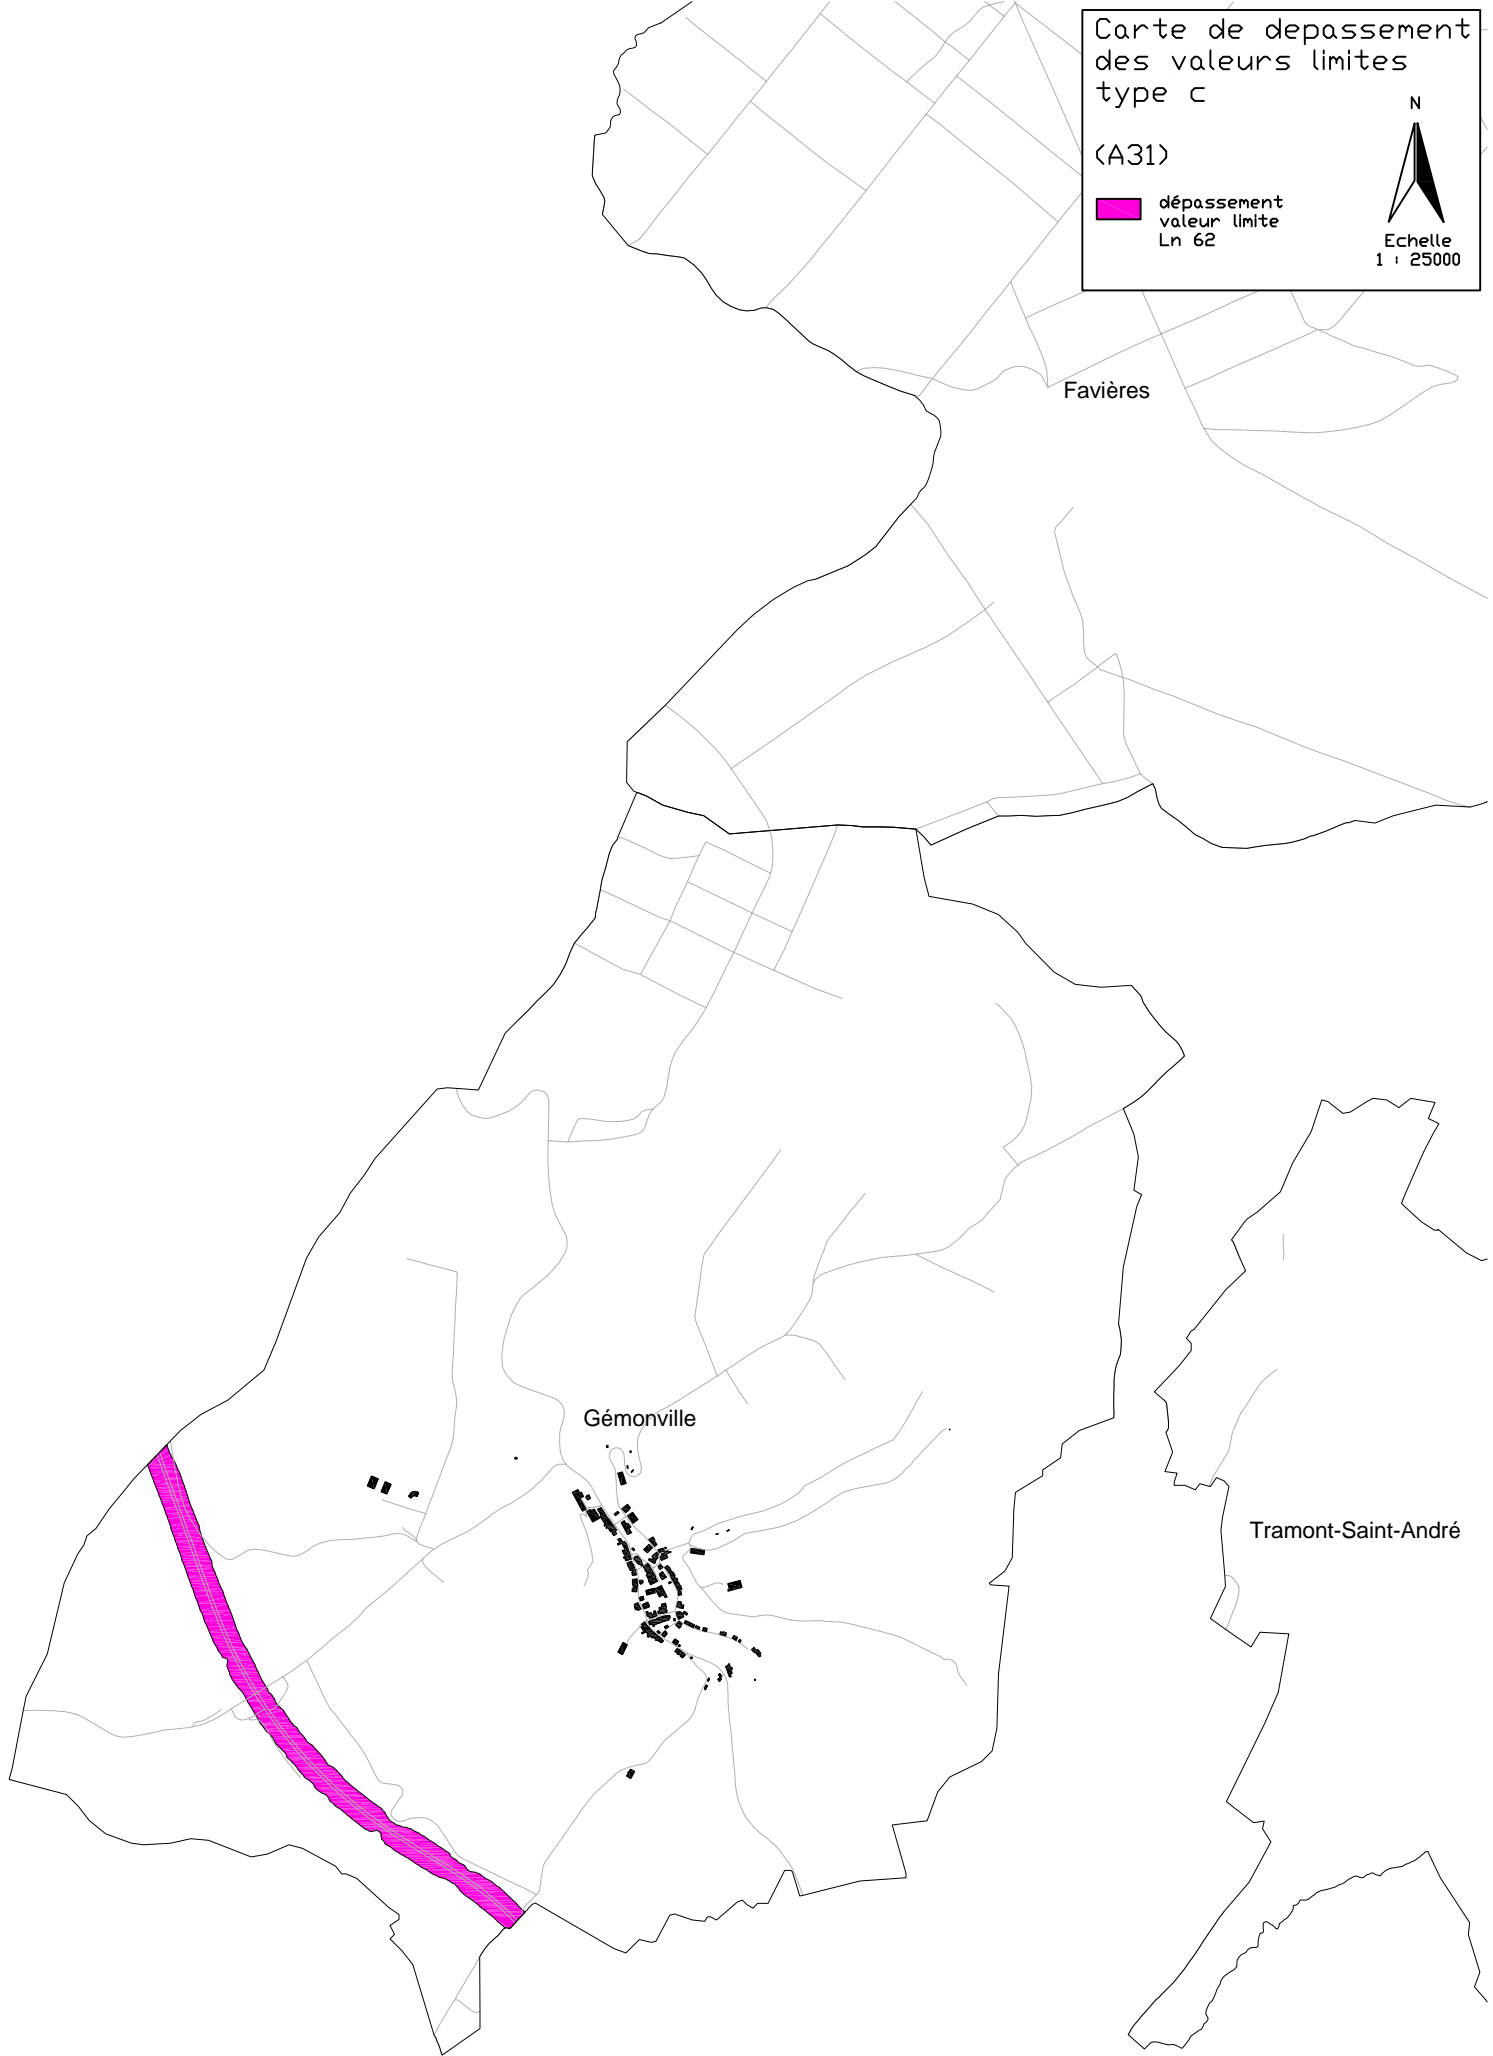 Carte de depassement
des valeurs limites
type c
(A31)
N
dépassement
valeur limite
Ln 62
Echelle
1 : 25000
Favières
Gémonville
Tramont-Saint-André